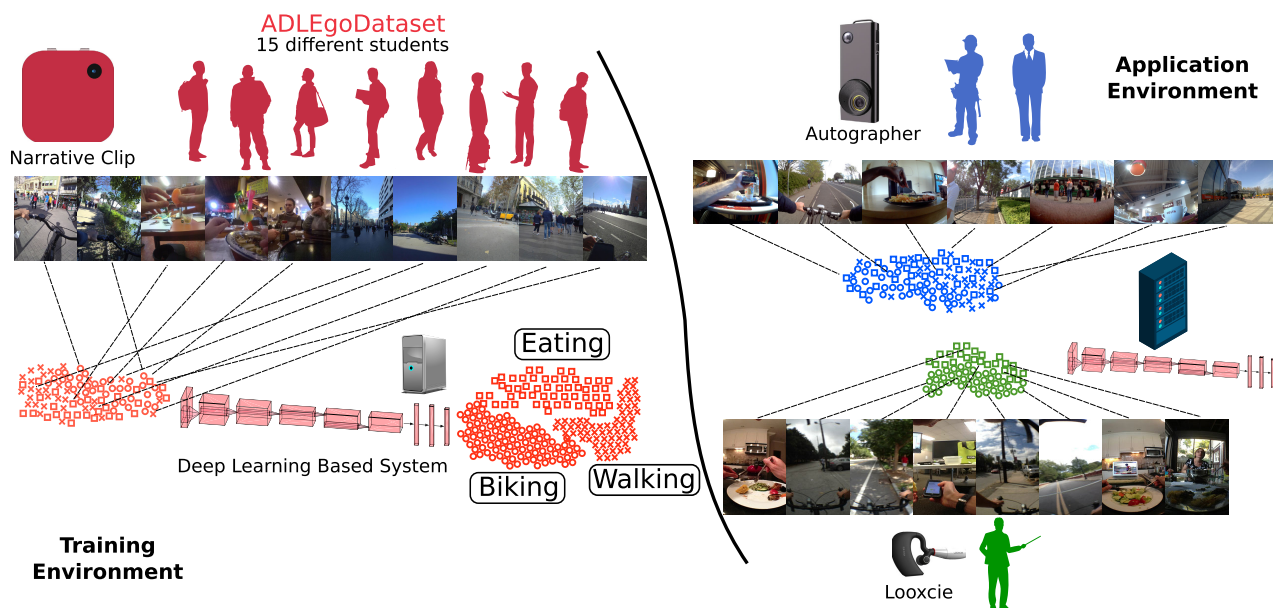 ADLEgoDataset
15 different students
Narrative Clip
Eating
Biking
Walking
Deep Learning Based System
Training
Environment
Autographer
Application
Environment
Looxcie